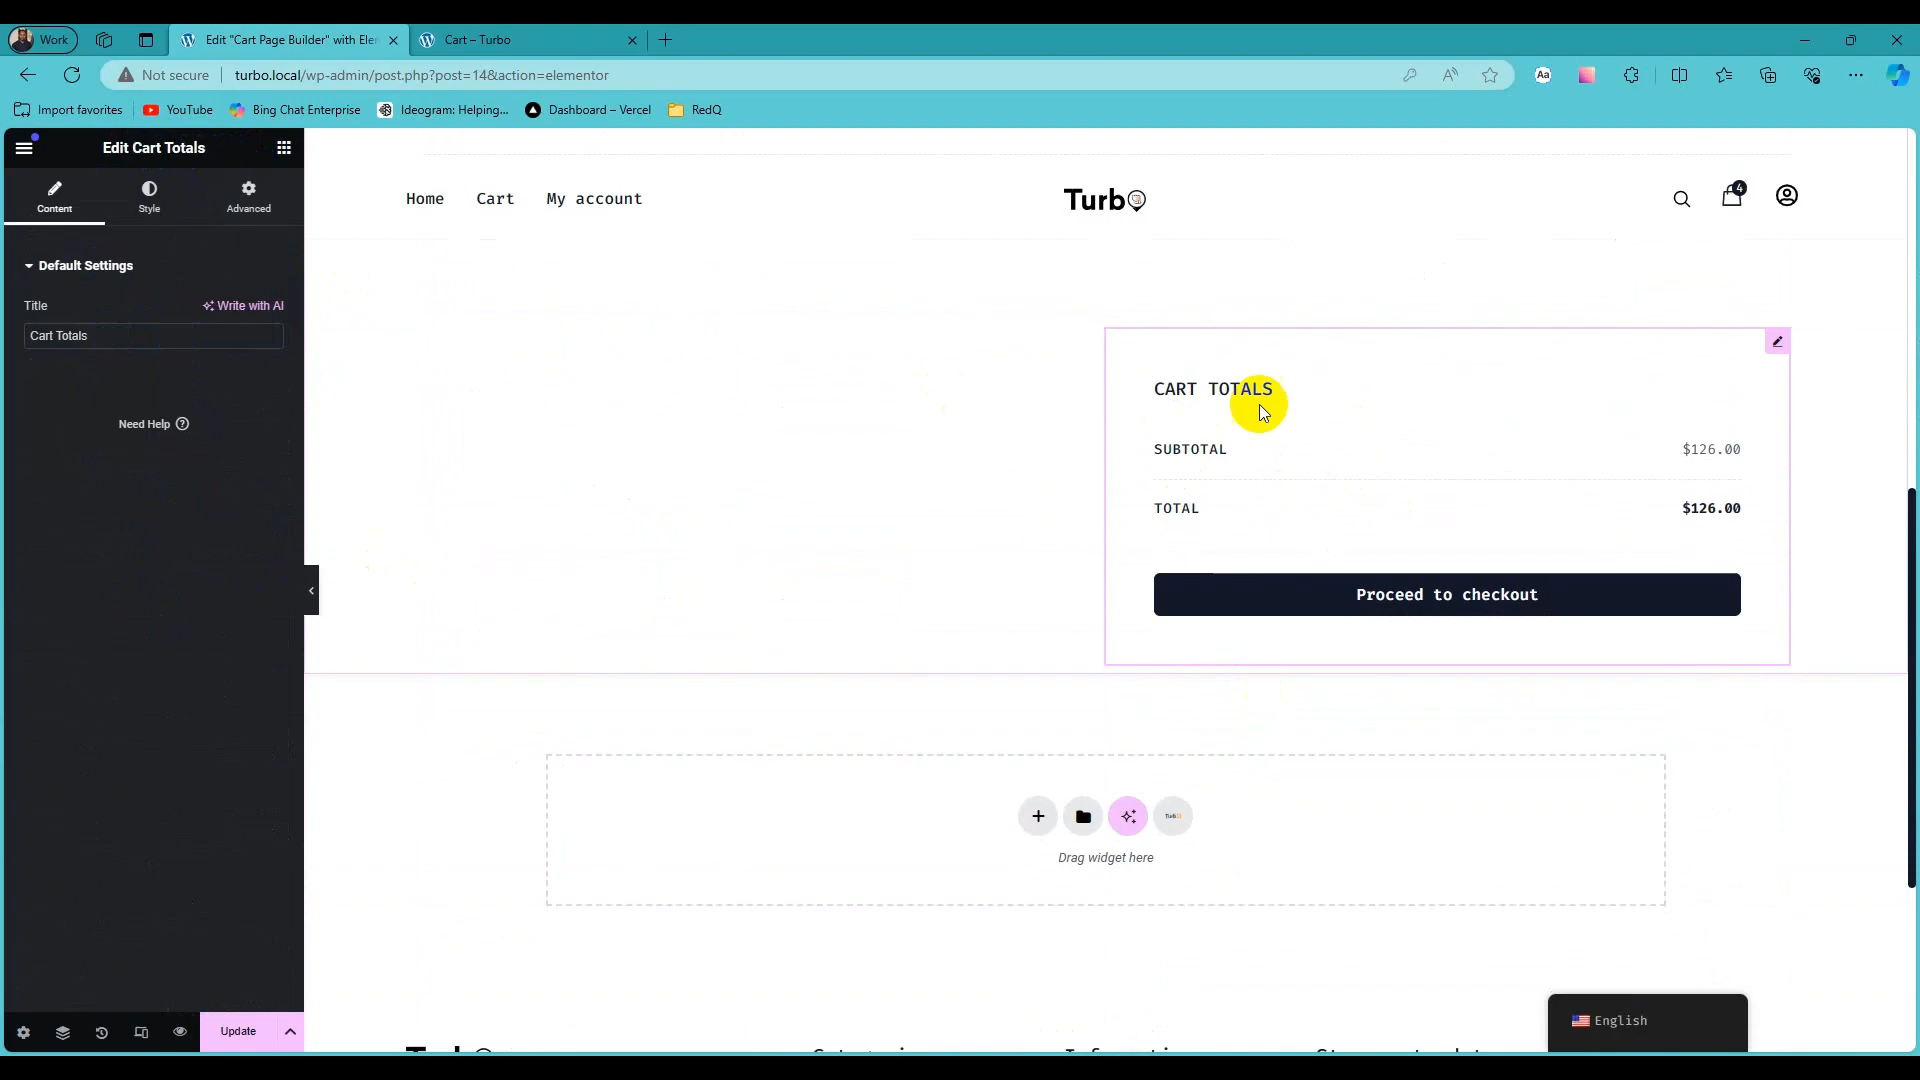 Work
Edit "Cart Page Builder" with Ele
Cart – Turbo
Not secure
turbo.local/wp-admin/post.php?post=14&action=elementor
Import favorites
YouTube
Bing Chat Enterprise
Ideogram: Helping...
Dashboard – Vercel
RedQ
Edit Cart Totals
Content
Style
Advanced
Default Settings
Title
Write with AI
Cart Totals
Need Help
Update
Home
Cart
My account
Turbo
4
CART TOTALS
SUBTOTAL
$126.00
TOTAL
$126.00
Proceed to checkout
Drag widget here
English